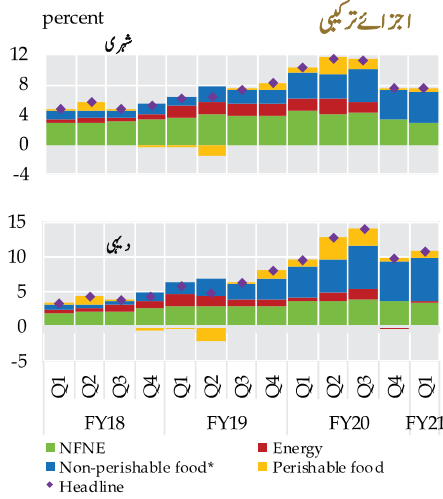 percent
اجزائے ترکیبی
شہری
12
8
4
0
-4
دیہی
15
10
5
0
-5
Q1 Q2 Q3 Q4 Q1 Q2 Q3 Q4 Q1 Q2 Q3 Q4 Q1
FY18 FY19 FY20 FY21
NFNE Energy
Non-perishable food* Perishable food
Headline